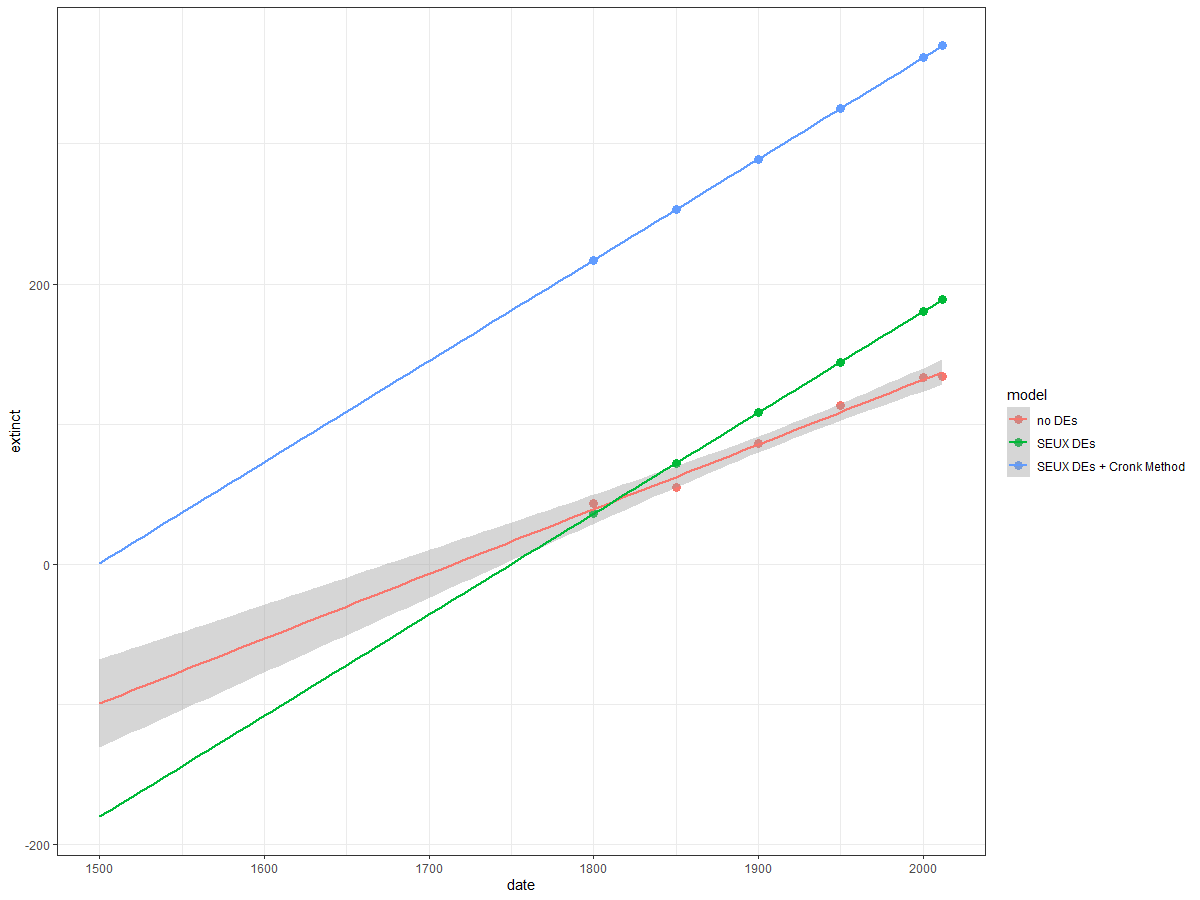 extinct
200
0
-200
1500
1600
1700
1800
1900
2000
date
model
no DEs
SEUX DEs
SEUX DEs + Cronk Method